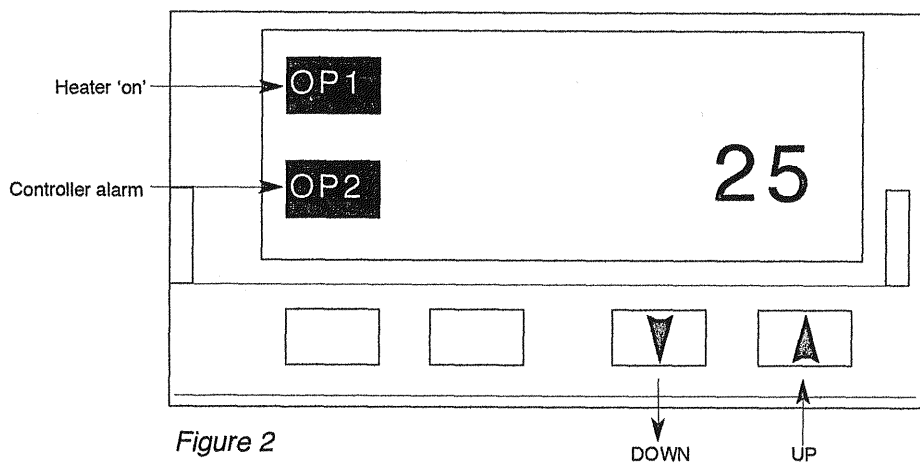 Heater 'on'
OP1
Controller alarm
OP2
25
Figure 2
DOWN
UP